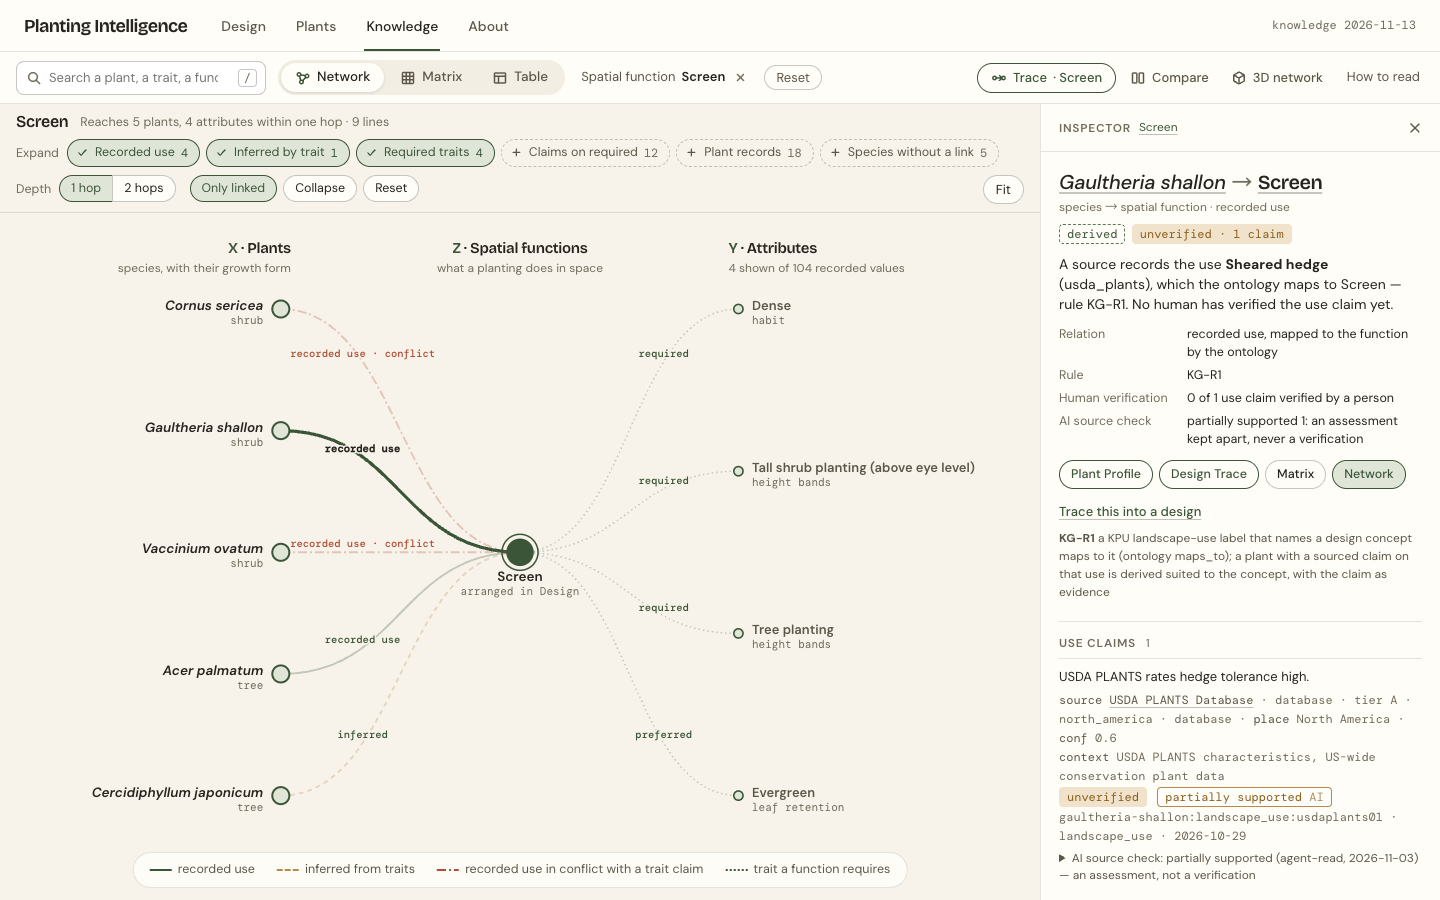 Planting Intelligence
Design
Plants
Knowledge
About
knowledge 2026-11-13
Search a plant, a trait, a func
/
Network
Matrix
Table
Spatial function Screen ×
Reset
Trace · Screen
Compare
3D network
How to read
Screen
Reaches 5 plants, 4 attributes within one hop · 9 lines
Expand
✓ Recorded use 4
✓ Inferred by trait 1
✓ Required traits 4
+ Claims on required 12
+ Plant records 18
+ Species without a link 5
Depth
1 hop
2 hops
Only linked
Collapse
Reset
Fit
X · Plants
species, with their growth form
Z · Spatial functions
what a planting does in space
Y · Attributes
4 shown of 104 recorded values
Cornus sericea
shrub
recorded use · conflict
Gaultheria shallon
shrub
recorded use
Vaccinium ovatum
shrub
recorded use · conflict
Acer palmatum
tree
recorded use
Cercidiphyllum japonicum
tree
inferred
Screen
arranged in Design
Dense
habit
required
Tall shrub planting (above eye level)
height bands
required
Tree planting
height bands
required
Evergreen
leaf retention
preferred
recorded use
inferred from traits
recorded use in conflict with a trait claim
trait a function requires
INSPECTOR Screen
×
Gaultheria shallon → Screen
species → spatial function · recorded use
derived
unverified · 1 claim
A source records the use Sheared hedge
(usda_plants), which the ontology maps to Screen —
rule KG-R1. No human has verified the use claim yet.
Relation
recorded use, mapped to the function
by the ontology
Rule
KG-R1
Human verification
0 of 1 use claim verified by a person
AI source check
partially supported 1: an assessment
kept apart, never a verification
Plant Profile
Design Trace
Matrix
Network
Trace this into a design
KG-R1 a KPU landscape-use label that names a design concept
maps to it (ontology maps_to); a plant with a sourced claim on
that use is derived suited to the concept, with the claim as
evidence
USE CLAIMS 1
USDA PLANTS rates hedge tolerance high.
source USDA PLANTS Database · database · tier A ·
north_america · database · place North America ·
conf 0.6
context USDA PLANTS characteristics, US-wide
conservation plant data
unverified
partially supported AI
gaultheria-shallon:landscape_use:usdaplants01 ·
landscape_use · 2026-10-29
▶ AI source check: partially supported (agent-read, 2026-11-03)
— an assessment, not a verification